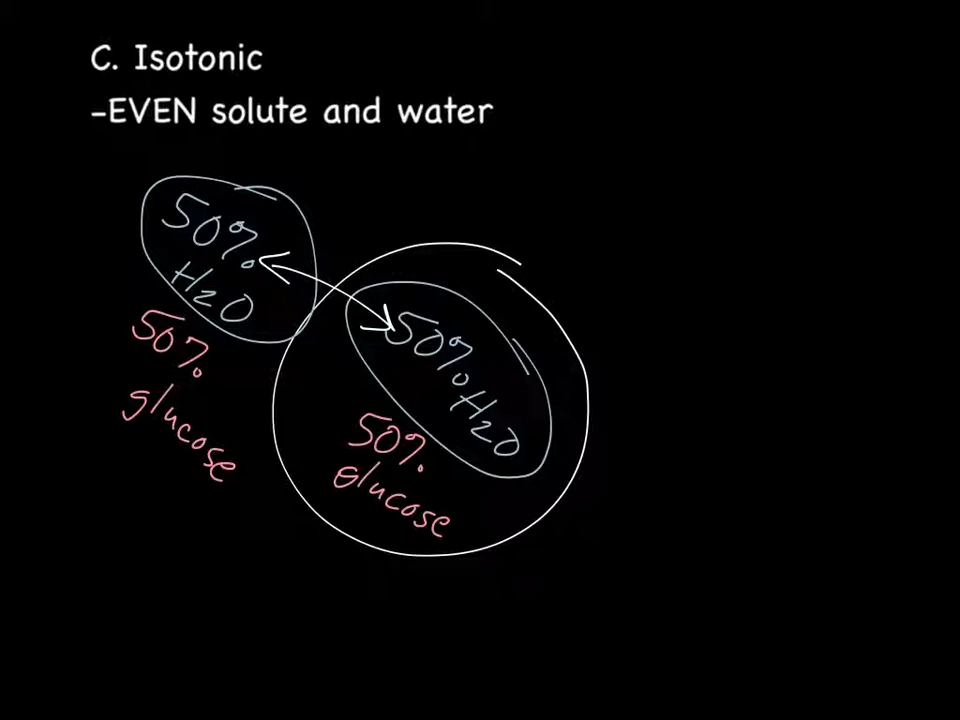 C. Isotonic
-EVEN solute and water
50%
H2O
50%
glucose
50% H2O
50%
glucose